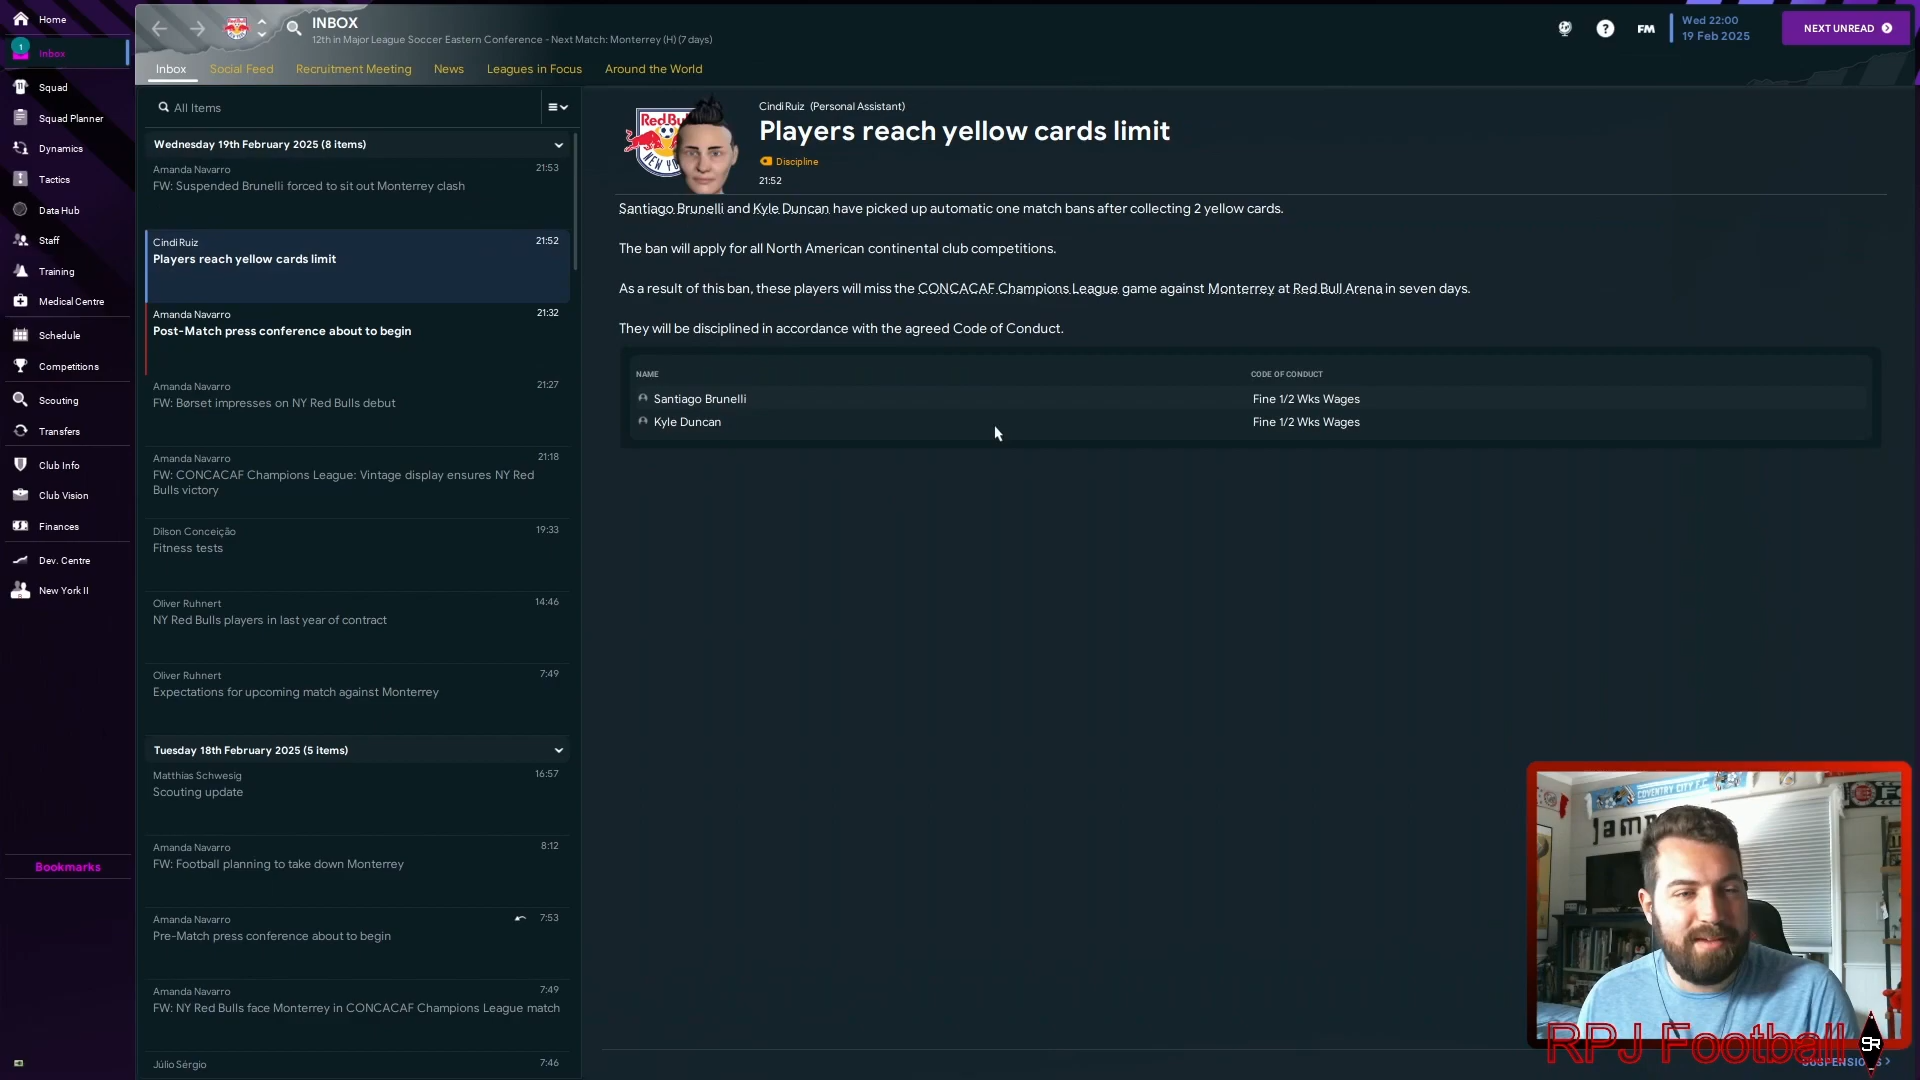 Home
1
Inbox
Squad
Squad Planner
Dynamics
Tactics
Data Hub
Staff
Training
Medical Centre
Schedule
Competitions
Scouting
Transfers
Club Info
Club Vision
Finances
Dev. Centre
New York II
Bookmarks
INBOX
12th in Major League Soccer Eastern Conference - Next Match: Monterrey (H) (7 days)
?
FM
Wed 22:00
19 Feb 2025
NEXT UNREAD
Inbox Social Feed Recruitment Meeting News Leagues in Focus Around the World
All Items
Wednesday 19th February 2025 (8 items)
Amanda Navarro 21:53
FW: Suspended Brunelli forced to sit out Monterrey clash
Cindi Ruiz 21:52
Players reach yellow cards limit
Amanda Navarro 21:32
Post-Match press conference about to begin
Amanda Navarro 21:27
FW: Børset impresses on NY Red Bulls debut
Amanda Navarro 21:18
FW: CONCACAF Champions League: Vintage display ensures NY Red
Bulls victory
Dilson Conceição 19:33
Fitness tests
Oliver Ruhnert 14:46
NY Red Bulls players in last year of contract
Oliver Ruhnert 7:49
Expectations for upcoming match against Monterrey
Tuesday 18th February 2025 (5 items)
Matthias Schwesig 16:57
Scouting update
Amanda Navarro 8:12
FW: Football planning to take down Monterrey
Amanda Navarro 7:53
Pre-Match press conference about to begin
Amanda Navarro 7:49
FW: NY Red Bulls face Monterrey in CONCACAF Champions League match
Júlio Sérgio 7:46
Cindi Ruiz (Personal Assistant)
Players reach yellow cards limit
Discipline
21:52
Santiago Brunelli and Kyle Duncan have picked up automatic one match bans after collecting 2 yellow cards.
The ban will apply for all North American continental club competitions.
As a result of this ban, these players will miss the CONCACAF Champions League game against Monterrey at Red Bull Arena in seven days.
They will be disciplined in accordance with the agreed Code of Conduct.
NAME CODE OF CONDUCT
Santiago Brunelli Fine 1/2 Wks Wages
Kyle Duncan Fine 1/2 Wks Wages
COVENTRY CITY FC
RPJ Football